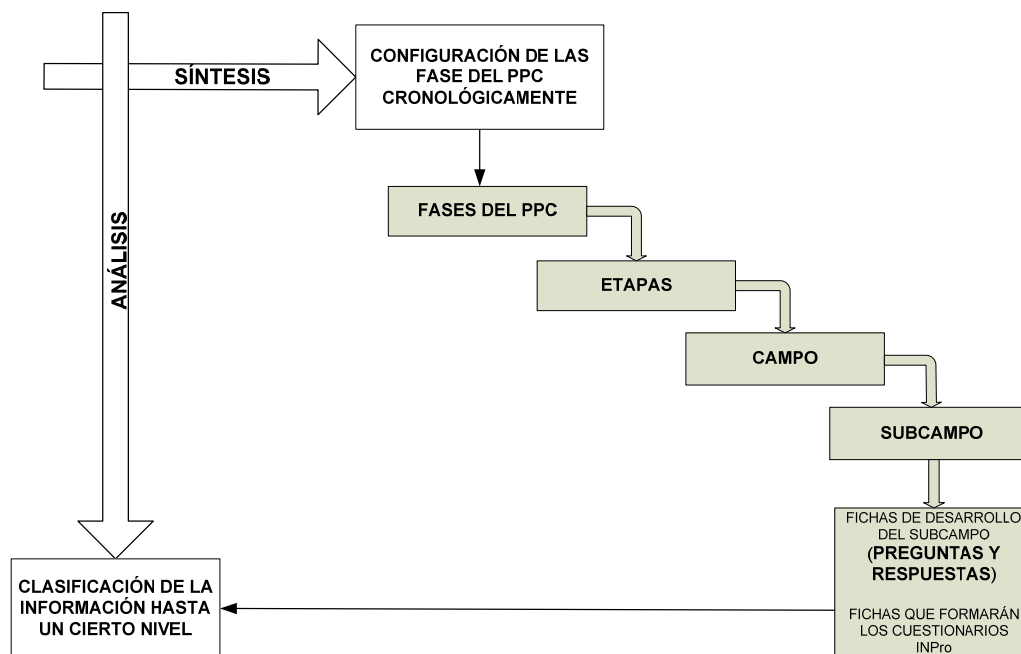 CONFIGURACIÓN DE LAS
FASE DEL PPC
CRONOLÓGICAMENTE
SÍNTESIS
ANÁLISIS
FASES DEL PPC
ETAPAS
CAMPO
SUBCAMPO
FICHAS DE DESARROLLO
DEL SUBCAMPO
(PREGUNTAS Y
RESPUESTAS)
FICHAS QUE FORMARÁN
LOS CUESTIONARIOS
INPro
CLASIFICACIÓN DE LA
INFORMACIÓN HASTA
UN CIERTO NIVEL